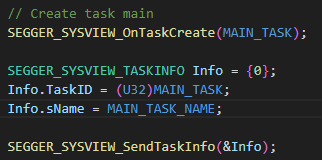 // Create task main
SEGGER_SYSVIEW_OnTaskCreate(MAIN_TASK);
SEGGER_SYSVIEW_TASKINFO Info = {0};
Info.TaskID = (U32)MAIN_TASK;
Info.sName = MAIN_TASK_NAME;
SEGGER_SYSVIEW_SendTaskInfo(&Info);